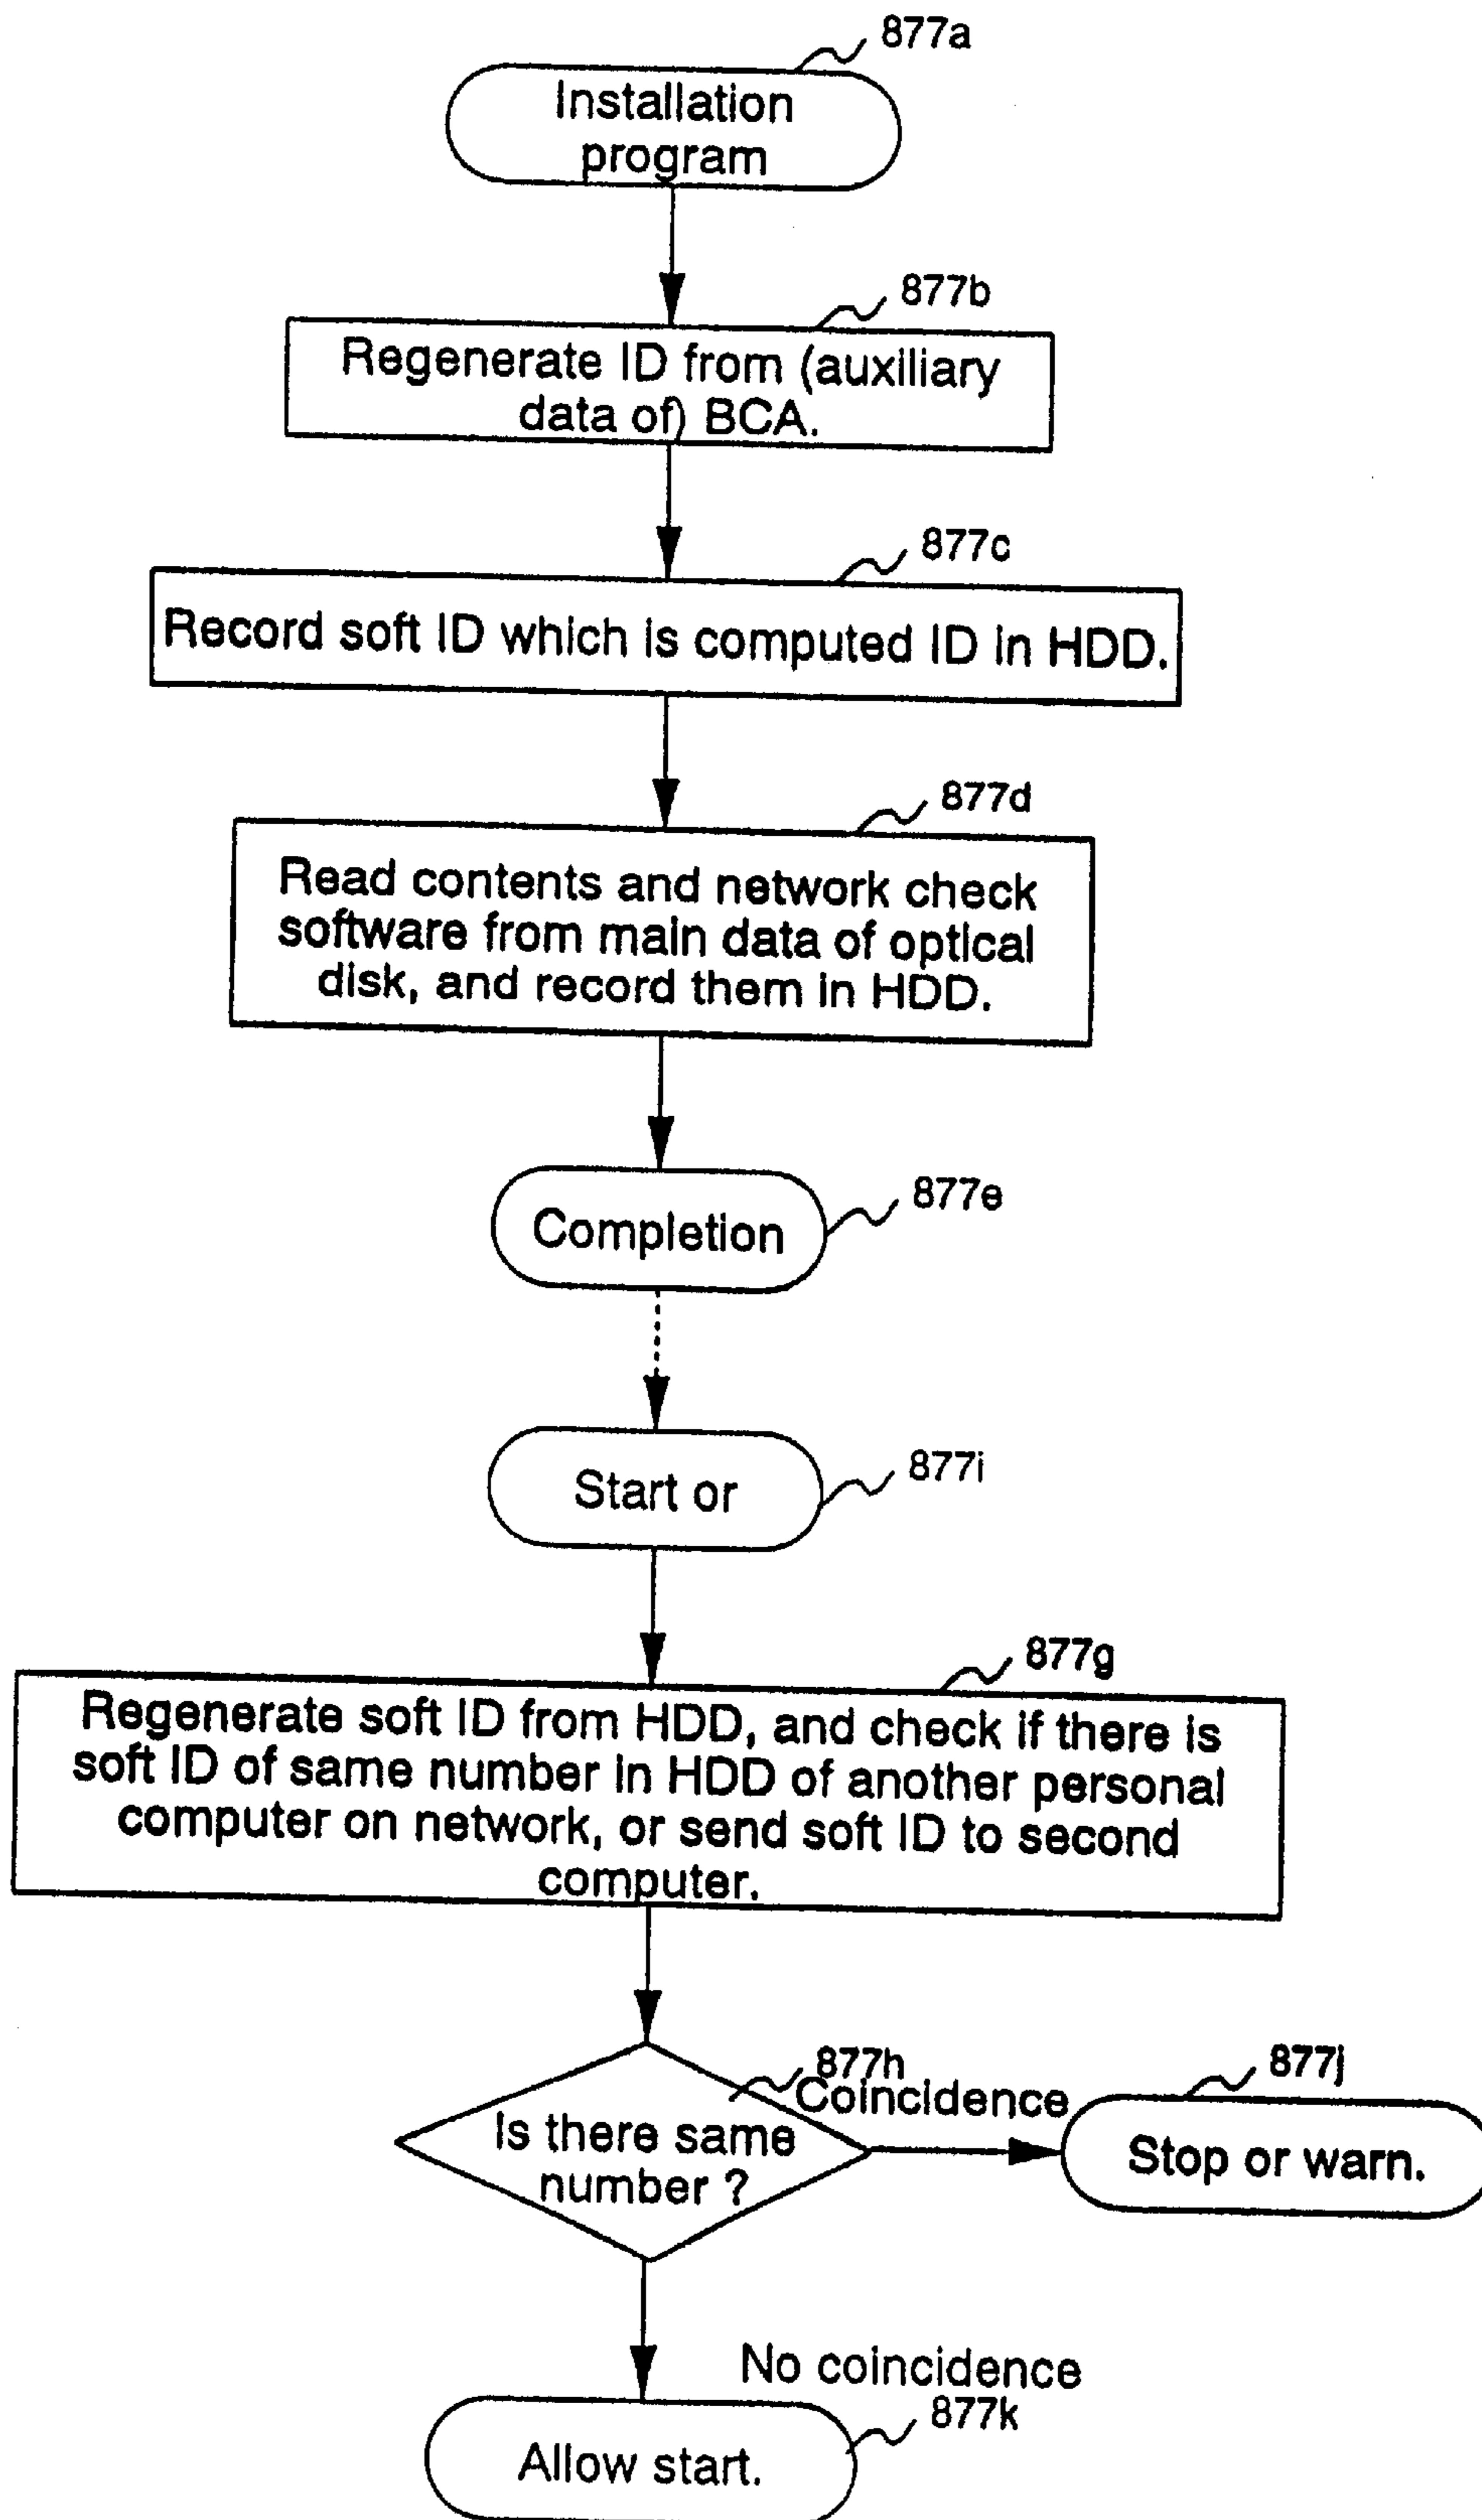 877a
Installation
program
877b
Regenerate ID from (auxiliary
data of) BCA.
877c
Record soft ID which is computed ID in HDD.
877d
Read contents and network check
software from main data of optical
disk, and record them in HDD.
877e
Completion
877i
Start or
877g
Regenerate soft ID from HDD, and check if there is
soft ID of same number in HDD of another personal
computer on network, or send soft ID to second
computer.
877h
Coincidence
877j
Is there same
number ?
Stop or warn.
No coincidence
877k
Allow start.